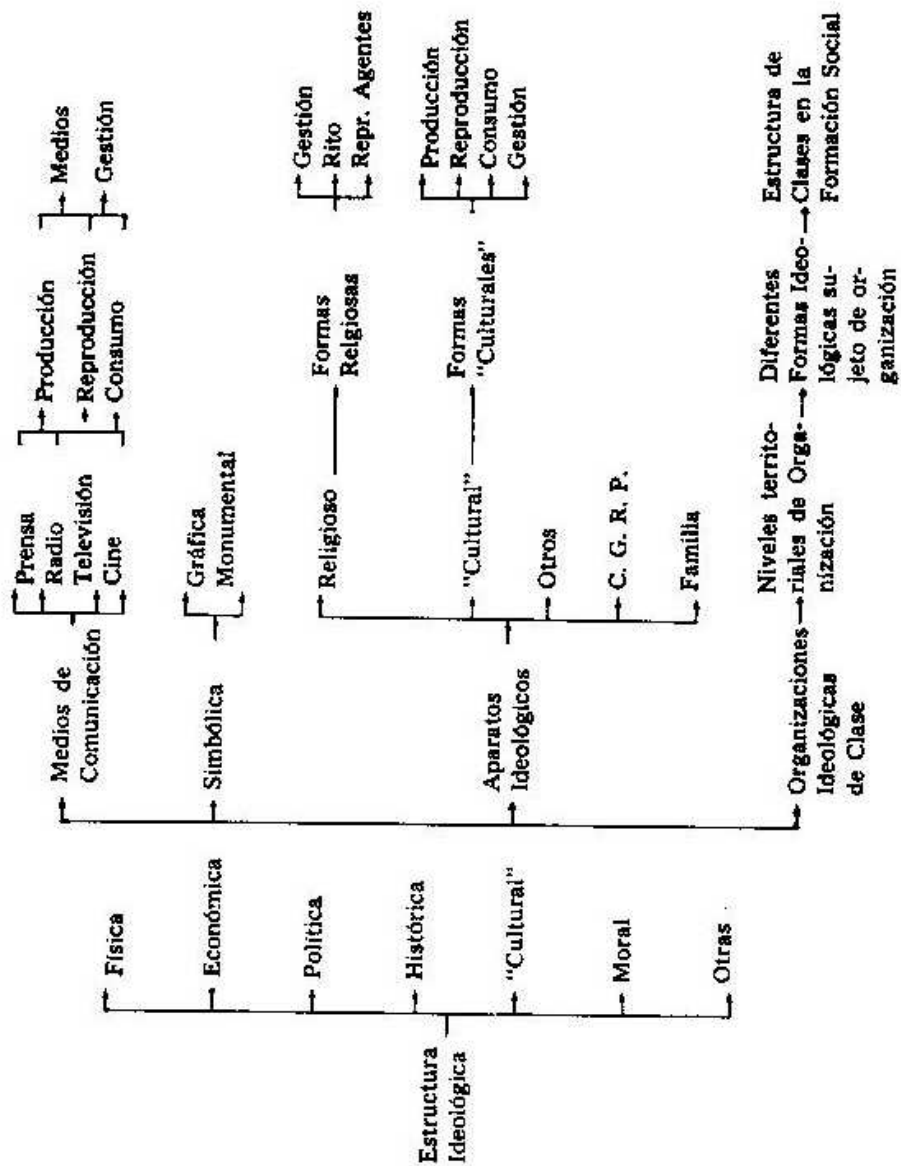 Estructura
Ideológica
Física
Económica
Política
Histórica
"Cultural"
Moral
Otras
Medios de
Comunicación
Simbólica
Aparatos
Ideológicos
Organizaciones
Ideológicas
de Clase
Prensa
Radio
Televisión
Cine
Gráfica
Monumental
Religioso
"Cultural"
Otros
C. G. R. P.
Familia
Niveles territo-
riales de Orga-
nización
Producción
Reproducción
Consumo
Formas
Relgiosas
Formas
"Culturales"
Diferentes
Formas Ideo-
lógicas su-
jeto de or-
ganización
Medios
Gestión
Gestión
Rito
Repr. Agentes
Producción
Reproducción
Consumo
Gestión
Estructura de
Clases en la
Formación Social